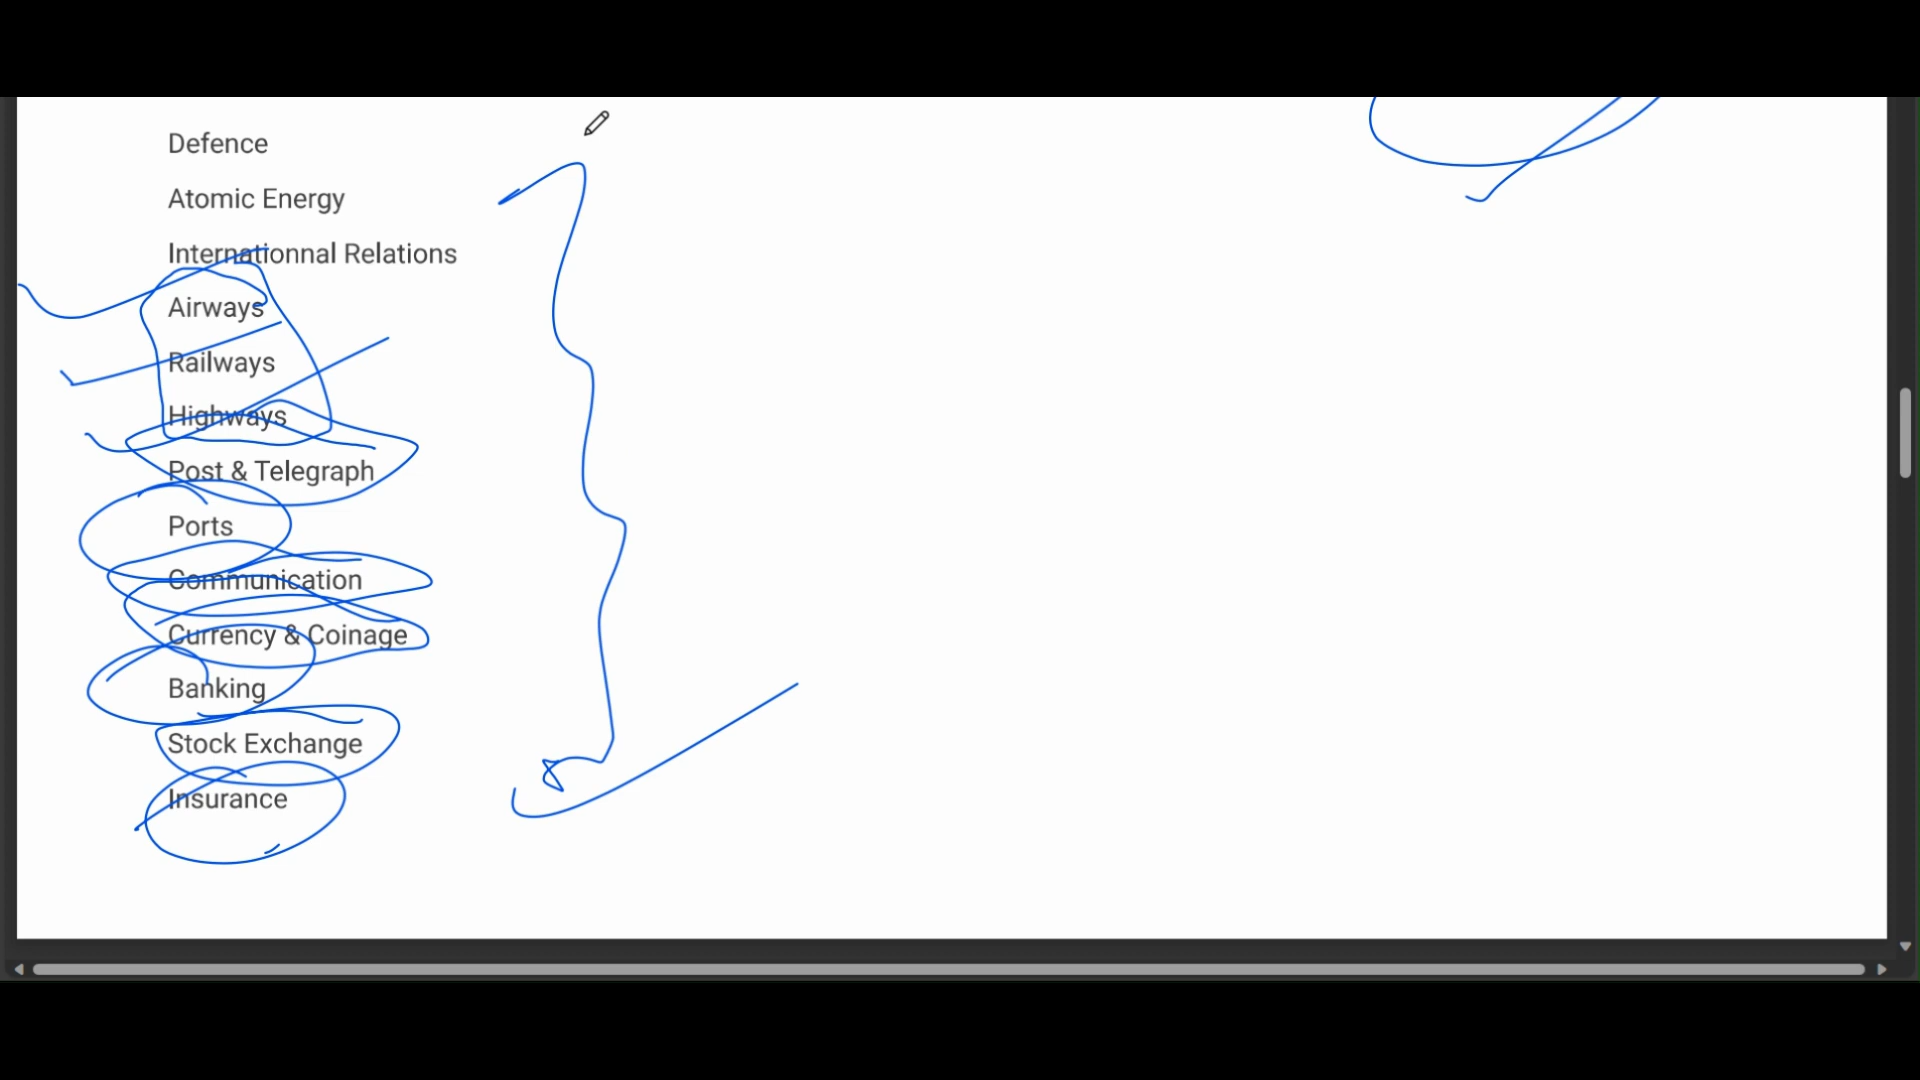 Defence
Atomic Energy
Internationnal Relations
Airways
Railways
Highways
Post & Telegraph
Ports
Communication
Currency & Coinage
Banking
Stock Exchange
Insurance